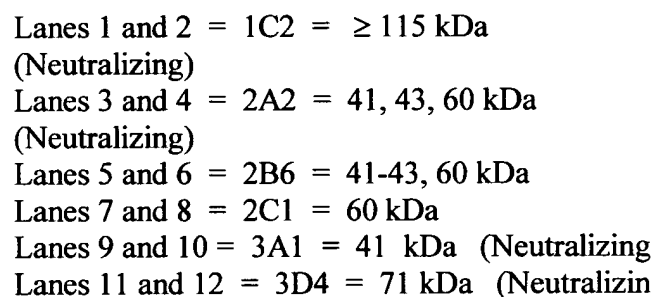 Lanes 1 and 2 = 1C2 = ≥ 115 kDa
(Neutralizing)
Lanes 3 and 4 = 2A2 = 41, 43, 60 kDa
(Neutralizing)
Lanes 5 and 6 = 2B6 = 41-43, 60 kDa
Lanes 7 and 8 = 2C1 = 60 kDa
Lanes 9 and 10 = 3A1 = 41 kDa (Neutralizing
Lanes 11 and 12 = 3D4 = 71 kDa (Neutralizin